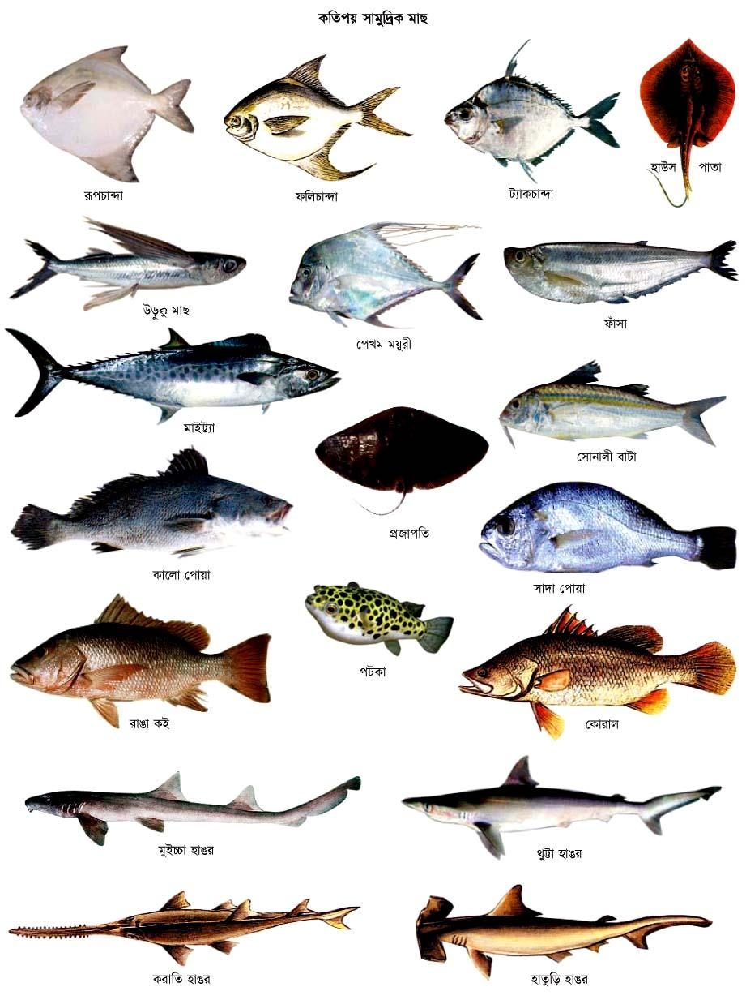 কতিপয় সামুদ্রিক মাছ
রূপচান্দা
ফলিচান্দা
ট্যাকচান্দা
হাউস পাতা
উড়ুক্কু মাছ
পেখম ময়ুরী
ফাঁসা
মাইট্ট্যা
সোনালী বাটা
প্রজাপতি
কালো পোয়া
সাদা পোয়া
পটকা
রাঙা কই
কোরাল
মুইচ্চা হাঙর
থুট্টা হাঙর
করাতি হাঙর
হাতুড়ি হাঙর